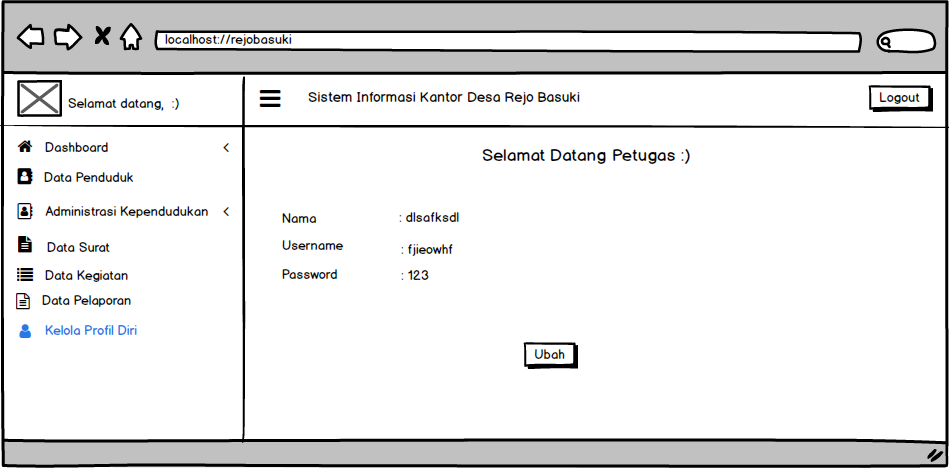 localhost://rejobasuki
Selamat datang, :)
Sistem Informasi Kantor Desa Rejo Basuki
Logout
Dashboard
Data Penduduk
Administrasi Kependudukan
Data Surat
Data Kegiatan
Data Pelaporan
Kelola Profil Diri
Selamat Datang Petugas :)
Nama : dlsafksdl
Username : fjieowhf
Password : 123
Ubah